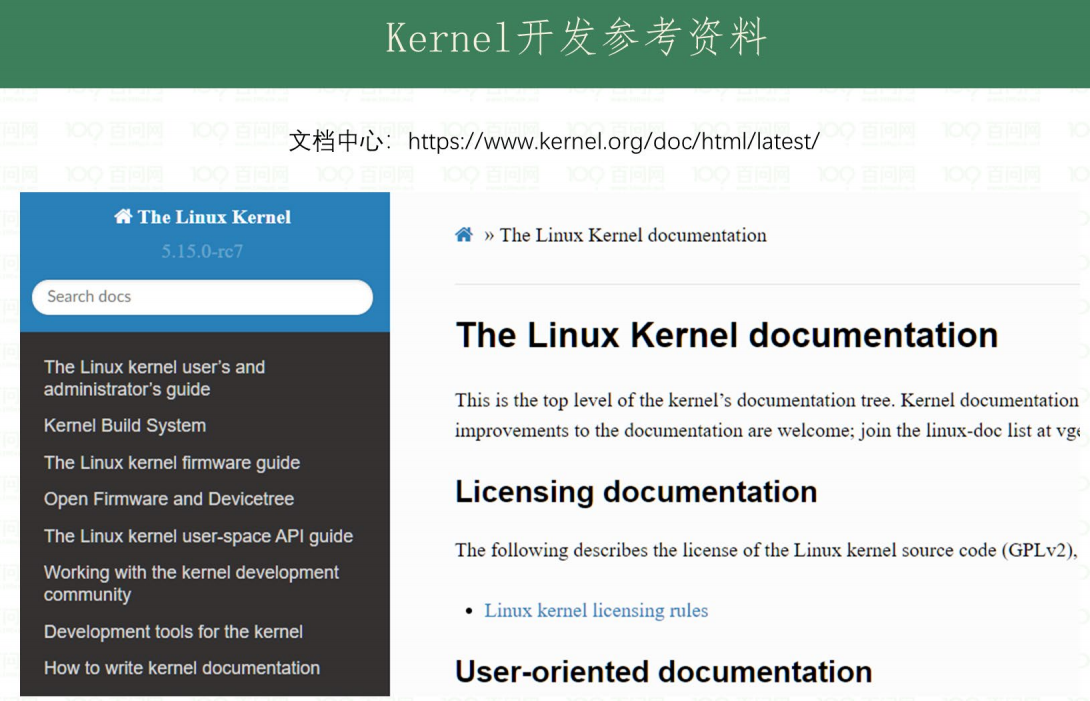 Kernel开发参考资料
文档中心：https://www.kernel.org/doc/html/latest/
The Linux Kernel
5.15.0-rc7
Search docs
The Linux kernel user's and
administrator's guide
Kernel Build System
The Linux kernel firmware guide
Open Firmware and Devicetree
The Linux kernel user-space API guide
Working with the kernel development
community
Development tools for the kernel
How to write kernel documentation
» The Linux Kernel documentation
The Linux Kernel documentation
This is the top level of the kernel's documentation tree. Kernel documentation
improvements to the documentation are welcome; join the linux-doc list at
Licensing documentation
The following describes the license of the Linux kernel source code (GPLv2),
• Linux kernel licensing rules
User-oriented documentation